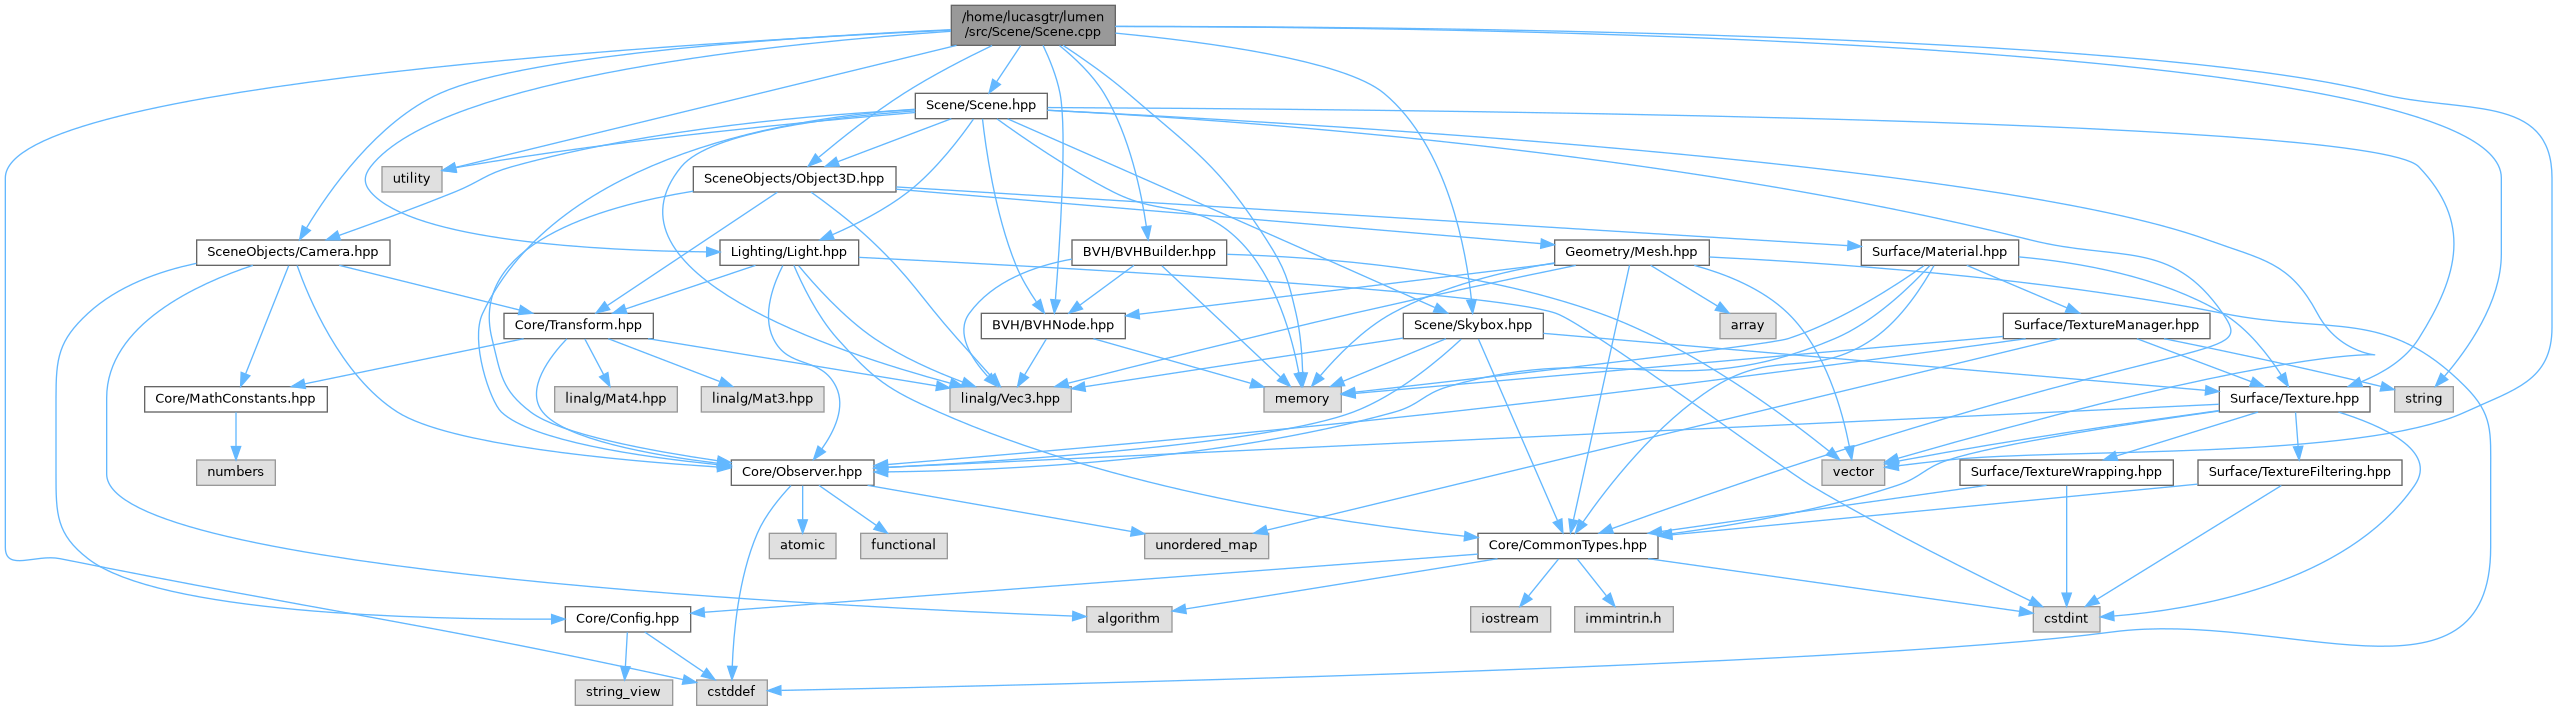 /home/lucasgtr/lumen
/src/Scene/Scene.cpp
Scene/Scene.hpp
utility
SceneObjects/Object3D.hpp
SceneObjects/Camera.hpp
Lighting/Light.hpp
BVH/BVHBuilder.hpp
Geometry/Mesh.hpp
Surface/Material.hpp
Core/Transform.hpp
BVH/BVHNode.hpp
Scene/Skybox.hpp
array
Surface/TextureManager.hpp
Core/MathConstants.hpp
linalg/Mat4.hpp
linalg/Mat3.hpp
linalg/Vec3.hpp
memory
Surface/Texture.hpp
string
numbers
Core/Observer.hpp
vector
Surface/TextureWrapping.hpp
Surface/TextureFiltering.hpp
atomic
functional
unordered_map
Core/CommonTypes.hpp
Core/Config.hpp
algorithm
iostream
immintrin.h
cstdint
string_view
cstddef